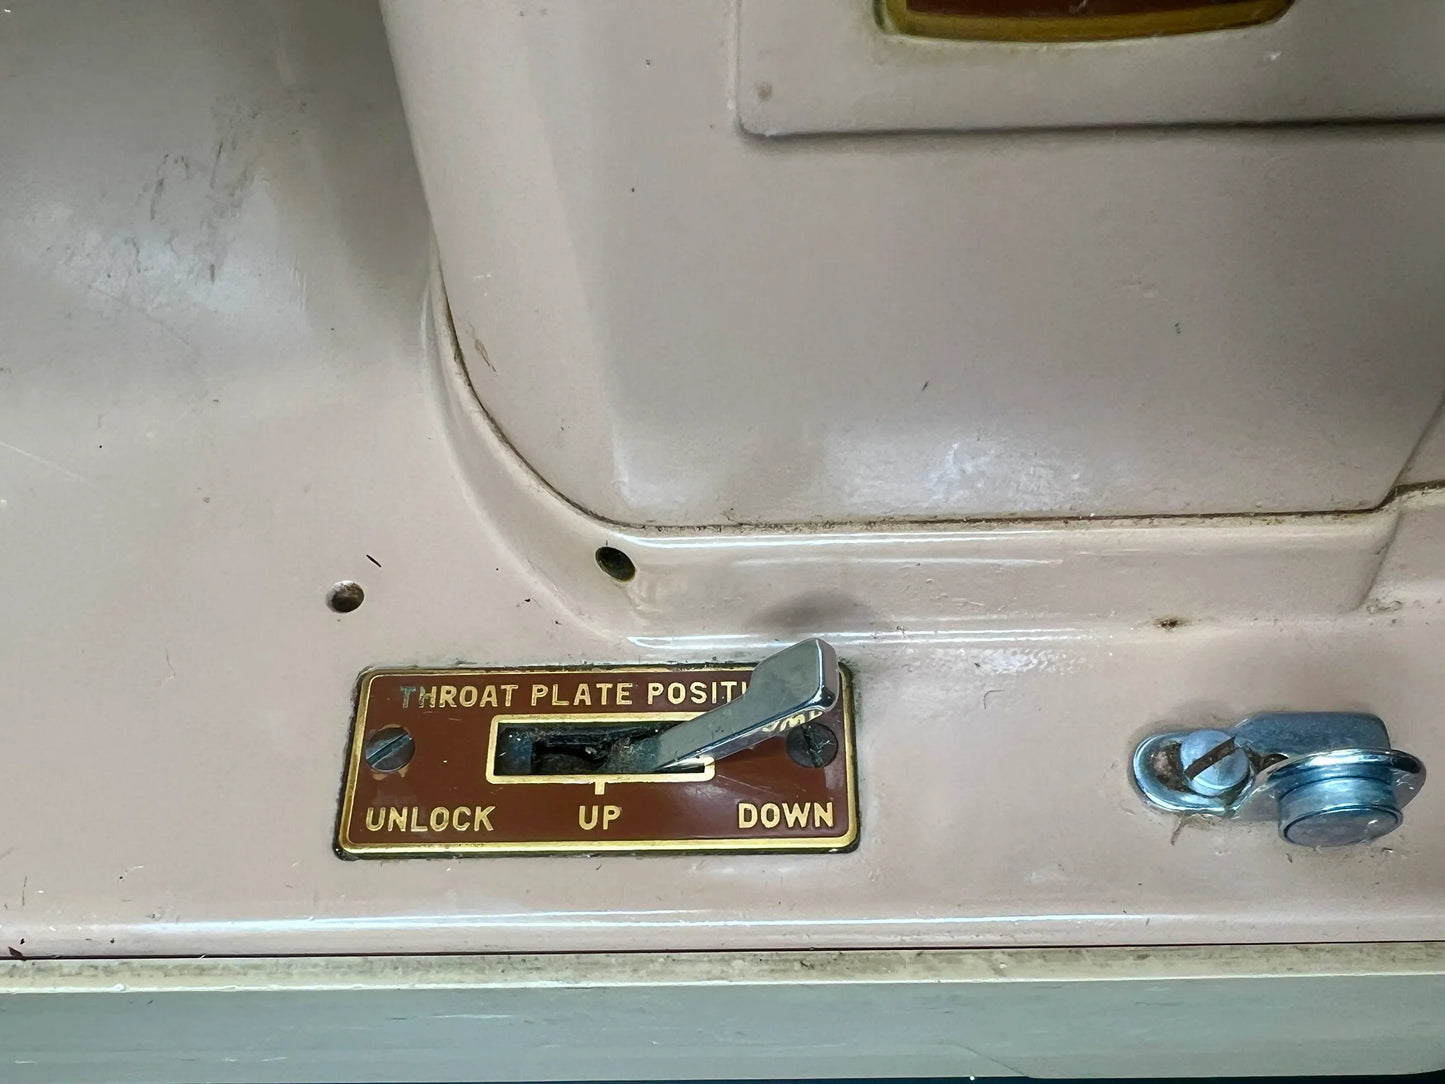 THROAT PLATE POSITI
UNLOCK UP DOWN